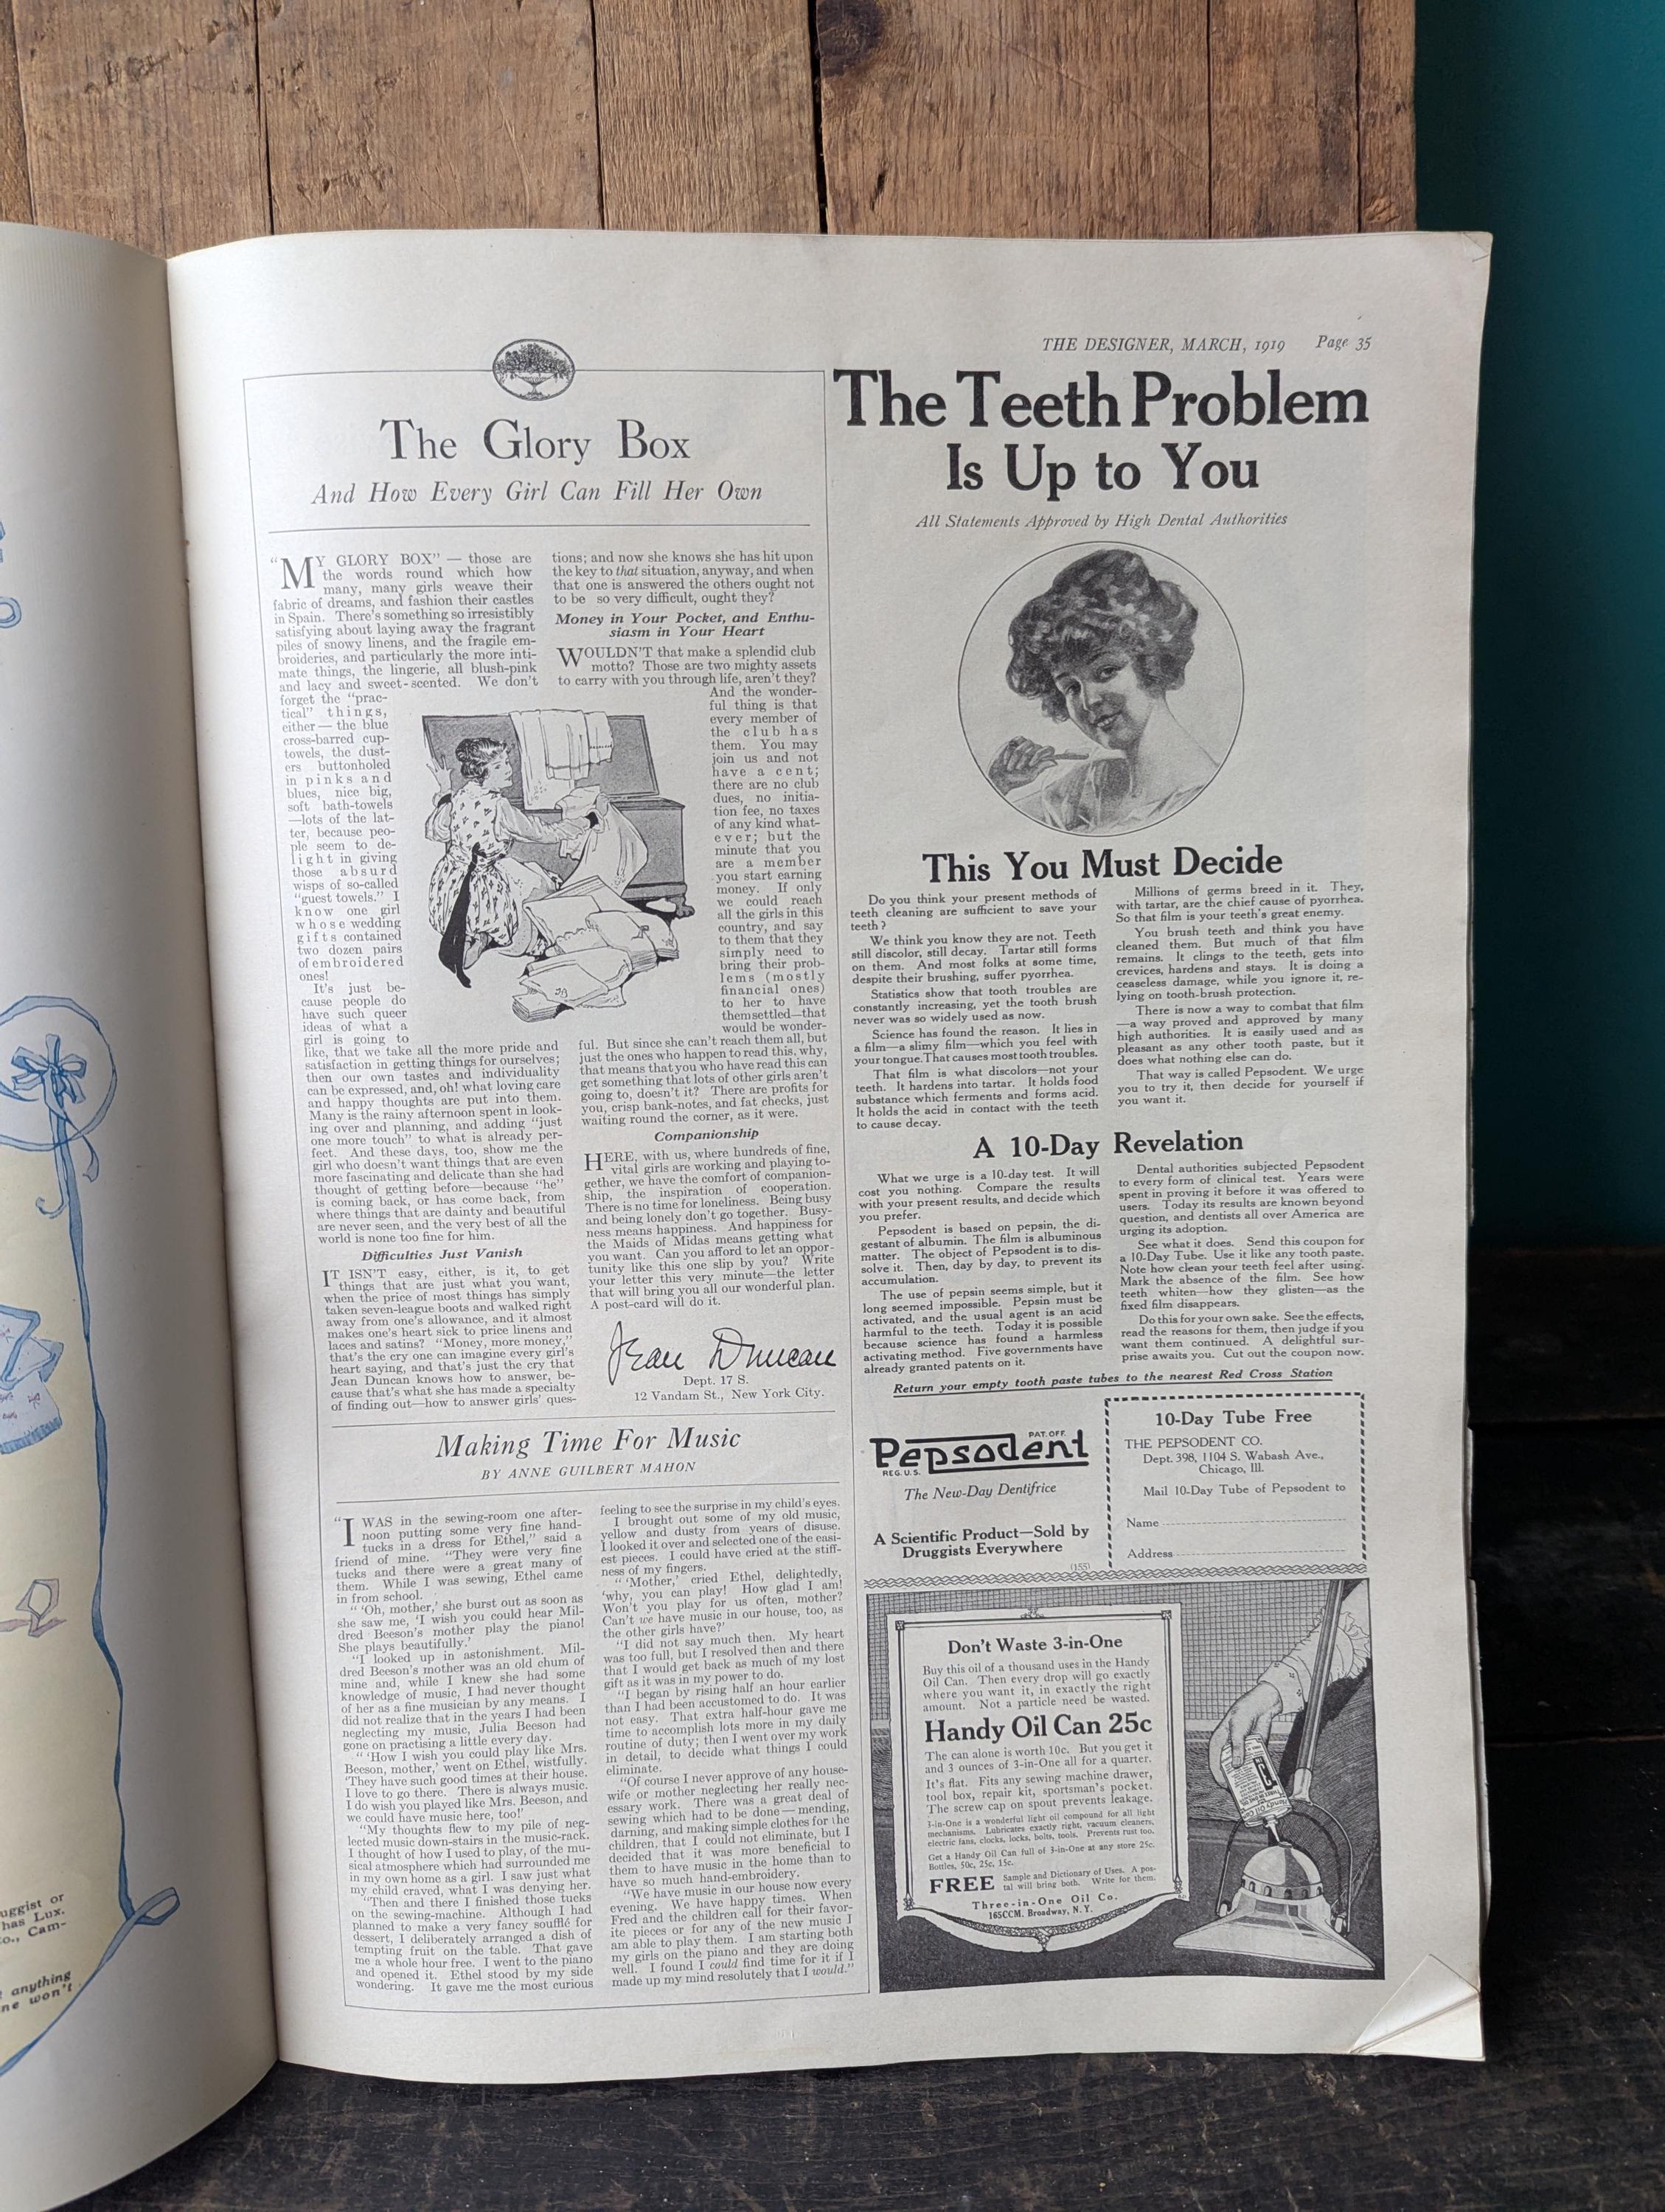 THE DESIGNER, MARCH, 1919 Page 35
The Glory Box
And How Every Girl Can Fill Her Own
"MY GLORY BOX" — those are
the words round which how
many, many girls weave their
fabric of dreams, and fashion their castles
in Spain. There's something so irresistibly
satisfying about laying away the fragrant
piles of snowy linens, and the fragile em-
broideries, and particularly the more inti-
mate things, the lingerie, all blush-pink
and lacy and sweet-scented. We don't
forget the "prac-
tical" things,
either — the blue
cross-barred cup-
towels, the dust-
ers buttonholed
in pinks and
blues, nice big,
soft bath-towels
—lots of the lat-
ter, because peo-
ple seem to de-
light in giving
those absurd
wisps of so-called
"guest towels." I
know one girl
whose wedding
gifts contained
two dozen pairs
of embroidered
ones!
It's just be-
cause people do
have such queer
ideas of what a
girl is going to
like, that we take all the more pride and
satisfaction in getting things for ourselves;
then our own tastes and individuality
can be expressed, and, oh! what loving care
and happy thoughts are put into them.
Many is the rainy afternoon spent in look-
ing over and planning, and adding "just
one more touch" to what is already per-
fect. And these days, too, show me the
girl who doesn't want things that are even
more fascinating and delicate than she had
thought of getting before—because "he"
is coming back, or has come back, from
where things that are dainty and beautiful
are never seen, and the very best of all the
world is none too fine for him.
Difficulties Just Vanish
IT ISN'T easy, either, is it, to get
things that are just what you want,
when the price of most things has simply
taken seven-league boots and walked right
away from one's allowance, and it almost
makes one's heart sick to price linens and
laces and satins? "Money, more money,"
that's the cry one can imagine every girl's
heart saying, and that's just the cry that
Jean Duncan knows how to answer, be-
cause that's what she has made a specialty
of finding out—how to answer girls' ques-
tions; and now she knows she has hit upon
the key to that situation, anyway, and when
that one is answered the others ought not
to be so very difficult, ought they?
Money in Your Pocket, and Enthu-
siasm in Your Heart
WOULDN'T that make a splendid club
motto? Those are two mighty assets
to carry with you through life, aren't they?
And the wonder-
ful thing is that
every member of
the club has
them. You may
join us and not
have a cent;
there are no club
dues, no initia-
tion fee, no taxes
of any kind what-
ever; but the
minute that you
are a member
you start earning
money. If only
we could reach
all the girls in this
country, and say
to them that they
simply need to
bring their prob-
lems (mostly
financial ones)
to her to have
them settled—that
would be wonder-
ful. But since she can't reach them all, but
just the ones who happen to read this, why,
that means that you who have read this can
get something that lots of other girls aren't
going to, doesn't it? There are profits for
you, crisp bank-notes, and fat checks, just
waiting round the corner, as it were.
Companionship
HERE, with us, where hundreds of fine,
vital girls are working and playing to-
gether, we have the comfort of companion-
ship, the inspiration of cooperation.
There is no time for loneliness. Being busy
and being lonely don't go together. Busy-
ness means happiness. And happiness for
the Maids of Midas means getting what
you want. Can you afford to let an oppor-
tunity like this one slip by you? Write
your letter this very minute—the letter
that will bring you all our wonderful plan.
A post-card will do it.
Jean Duncan
Dept. 17 S.
12 Vandam St., New York City.
Making Time For Music
BY ANNE GUILBERT MAHON
"I WAS in the sewing-room one after-
noon putting some very fine hand-
tucks in a dress for Ethel," said a
friend of mine. "They were very fine
tucks and there were a great many of
them. While I was sewing, Ethel came
in from school.
"'Oh, mother,' she burst out as soon as
she saw me, 'I wish you could hear Mil-
dred Beeson's mother play the piano!
She plays beautifully.'
"I looked up in astonishment. Mil-
dred Beeson's mother was an old chum of
mine and, while I knew she had some
knowledge of music, I had never thought
of her as a fine musician by any means. I
did not realize that in the years I had been
neglecting my music, Julia Beeson had
gone on practising a little every day.
"'How I wish you could play like Mrs.
Beeson, mother,' went on Ethel, wistfully.
'They have such good times at their house.
I love to go there. There is always music.
I do wish you played like Mrs. Beeson, and
we could have music here, too!'
"My thoughts flew to my pile of neg-
lected music down-stairs in the music-rack.
I thought of how I used to play, of the mu-
sical atmosphere which had surrounded me
in my own home as a girl. I saw just what
my child craved, what I was denying her.
"Then and there I finished those tucks
on the sewing-machine. Although I had
planned to make a very fancy soufflé for
dessert, I deliberately arranged a dish of
tempting fruit on the table. That gave
me a whole hour free. I went to the piano
and opened it. Ethel stood by my side
wondering. It gave me the most curious
feeling to see the surprise in my child's eyes.
I brought out some of my old music,
yellow and dusty from years of disuse.
I looked it over and selected one of the easi-
est pieces. I could have cried at the stiff-
ness of my fingers.
"'Mother,' cried Ethel, delightedly,
'why, you can play! How glad I am!
Won't you play for us often, mother?
Can't we have music in our house, too, as
the other girls have?'
"I did not say much then. My heart
was too full, but I resolved then and there
that I would get back as much of my lost
gift as it was in my power to do.
"I began by rising half an hour earlier
than I had been accustomed to do. It was
not easy. That extra half-hour gave me
time to accomplish lots more in my daily
routine of duty; then I went over my work
in detail, to decide what things I could
eliminate.
"Of course I never approve of any house-
wife or mother neglecting her really nec-
essary work. There was a great deal of
sewing which had to be done — mending,
darning, and making simple clothes for the
children, that I could not eliminate, but I
decided that it was more beneficial to
them to have music in the home than to
have so much hand-embroidery.
"We have music in our house now every
evening. We have happy times. When
Fred and the children call for their favor-
ite pieces or for any of the new music I
am able to play them. I am starting both
my girls on the piano and they are doing
well. I found I could find time for it if I
made up my mind resolutely that I would."
The Teeth Problem
Is Up to You
All Statements Approved by High Dental Authorities
This You Must Decide
Do you think your present methods of
teeth cleaning are sufficient to save your
teeth?
We think you know they are not. Teeth
still discolor, still decay. Tartar still forms
on them. And most folks at some time,
despite their brushing, suffer pyorrhea.
Statistics show that tooth troubles are
constantly increasing, yet the tooth brush
never was so widely used as now.
Science has found the reason. It lies in
a film—a slimy film—which you feel with
your tongue. That causes most tooth troubles.
That film is what discolors—not your
teeth. It hardens into tartar. It holds food
substance which ferments and forms acid.
It holds the acid in contact with the teeth
to cause decay.
Millions of germs breed in it. They,
with tartar, are the chief cause of pyorrhea.
So that film is your teeth's great enemy.
You brush teeth and think you have
cleaned them. But much of that film
remains. It clings to the teeth, gets into
crevices, hardens and stays. It is doing a
ceaseless damage, while you ignore it, re-
lying on tooth-brush protection.
There is now a way to combat that film
—a way proved and approved by many
high authorities. It is easily used and as
pleasant as any other tooth paste, but it
does what nothing else can do.
That way is called Pepsodent. We urge
you to try it, then decide for yourself if
you want it.
A 10-Day Revelation
What we urge is a 10-day test. It will
cost you nothing. Compare the results
with your present results, and decide which
you prefer.
Pepsodent is based on pepsin, the di-
gestant of albumin. The film is albuminous
matter. The object of Pepsodent is to dis-
solve it. Then, day by day, to prevent its
accumulation.
The use of pepsin seems simple, but it
long seemed impossible. Pepsin must be
activated, and the usual agent is an acid
harmful to the teeth. Today it is possible
because science has found a harmless
activating method. Five governments have
already granted patents on it.
Dental authorities subjected Pepsodent
to every form of clinical test. Years were
spent in proving it before it was offered to
users. Today its results are known beyond
question, and dentists all over America are
urging its adoption.
See what it does. Send this coupon for
a 10-Day Tube. Use it like any tooth paste.
Note how clean your teeth feel after using.
Mark the absence of the film. See how
teeth whiten—how they glisten—as the
fixed film disappears.
Do this for your own sake. See the effects,
read the reasons for them, then judge if you
want them continued. A delightful sur-
prise awaits you. Cut out the coupon now.
Return your empty tooth paste tubes to the nearest Red Cross Station
PAT. OFF.
Pepsodent
REG. U.S.
The New-Day Dentifrice
A Scientific Product—Sold by
Druggists Everywhere
(155)
10-Day Tube Free
THE PEPSODENT CO.
Dept. 398, 1104 S. Wabash Ave.,
Chicago, Ill.
Mail 10-Day Tube of Pepsodent to
Name
Address
Don't Waste 3-in-One
Buy this oil of a thousand uses in the Handy
Oil Can. Then every drop will go exactly
where you want it, in exactly the right
amount. Not a particle need be wasted.
Handy Oil Can 25c
The can alone is worth 10c. But you get it
and 3 ounces of 3-in-One all for a quarter.
It's flat. Fits any sewing machine drawer,
tool box, repair kit, sportsman's pocket.
The screw cap on spout prevents leakage.
3-in-One is a wonderful light oil compound for all light
mechanisms. Lubricates exactly right, vacuum cleaners,
electric fans, clocks, locks, bolts, tools. Prevents rust too.
Get a Handy Oil Can full of 3-in-One at any store 25c.
Bottles, 50c, 25c, 15c.
FREE Sample and Dictionary of Uses. A pos-
tal will bring both. Write for them.
Three-in-One Oil Co.
165CCM. Broadway, N. Y.
uggist or
has Lux.
o., Cam-
anything
ne won't